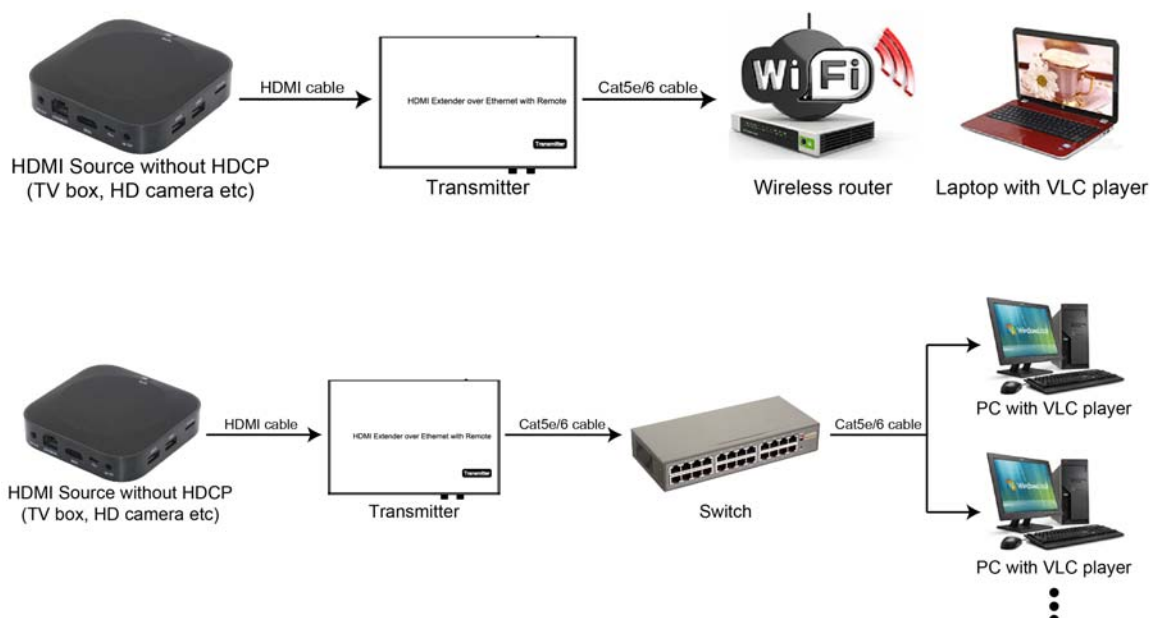 HDMI cable
HDMI Extender over Ethernet with Remote
Transmitter
Cat5e/6 cable
WiFi
HDMI Source without HDCP
(TV box, HD camera etc)
Transmitter
Wireless router
Laptop with VLC player
HDMI cable
HDMI Extender over Ethernet with Remote
Transmitter
Cat5e/6 cable
Cat5e/6 cable
PC with VLC player
HDMI Source without HDCP
(TV box, HD camera etc)
Transmitter
Switch
PC with VLC player